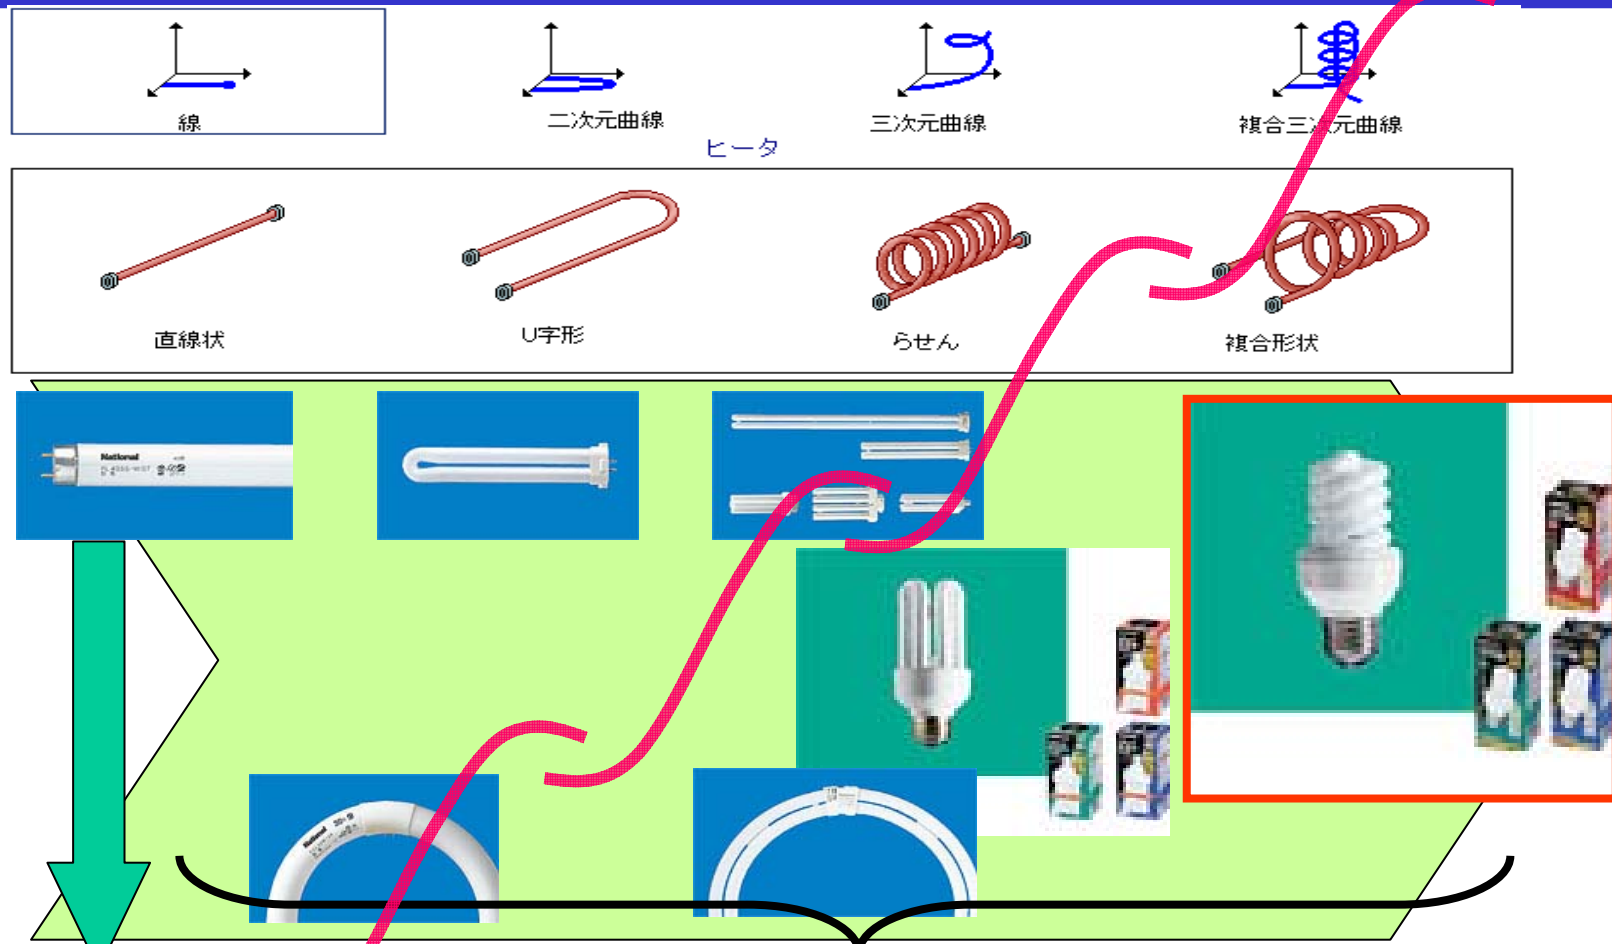 線
二次元曲線
三次元曲線
複合三次元曲線
ヒータ
直線状
U字形
らせん
複合形状
National
National